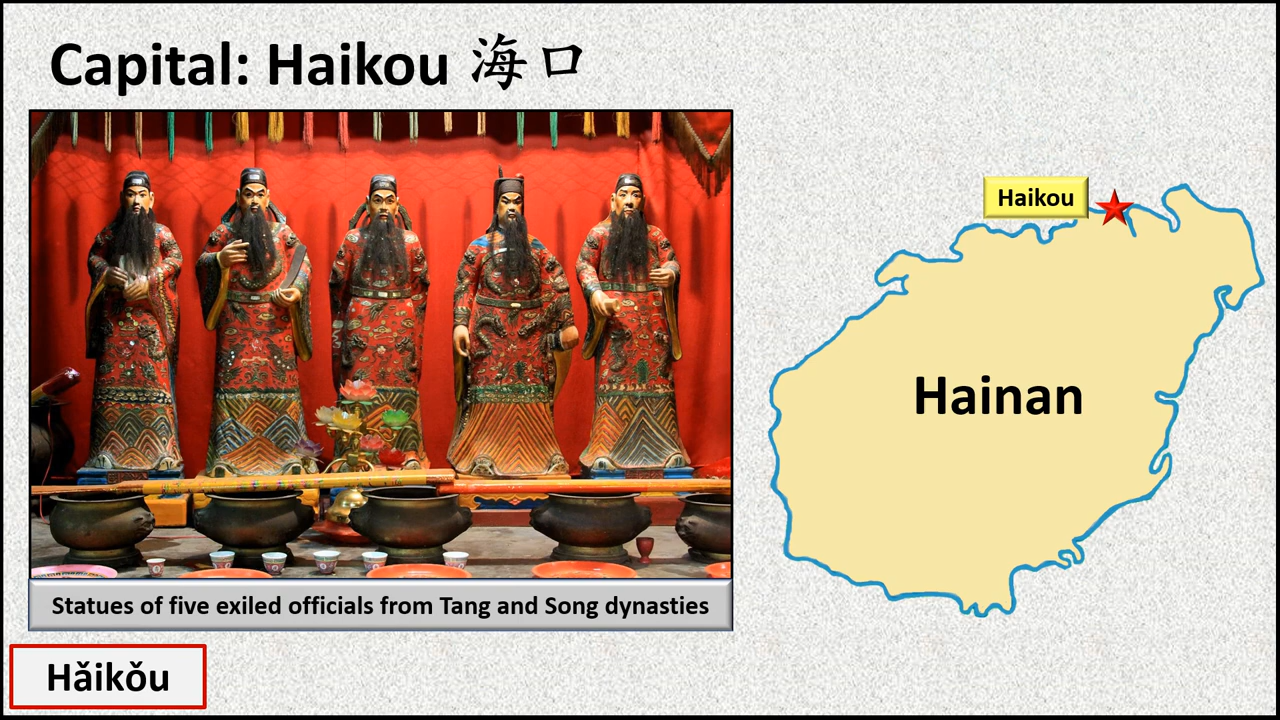 Capital: Haikou 海口
Haikou
Hainan
Statues of five exiled officials from Tang and Song dynasties
Hǎikǒu